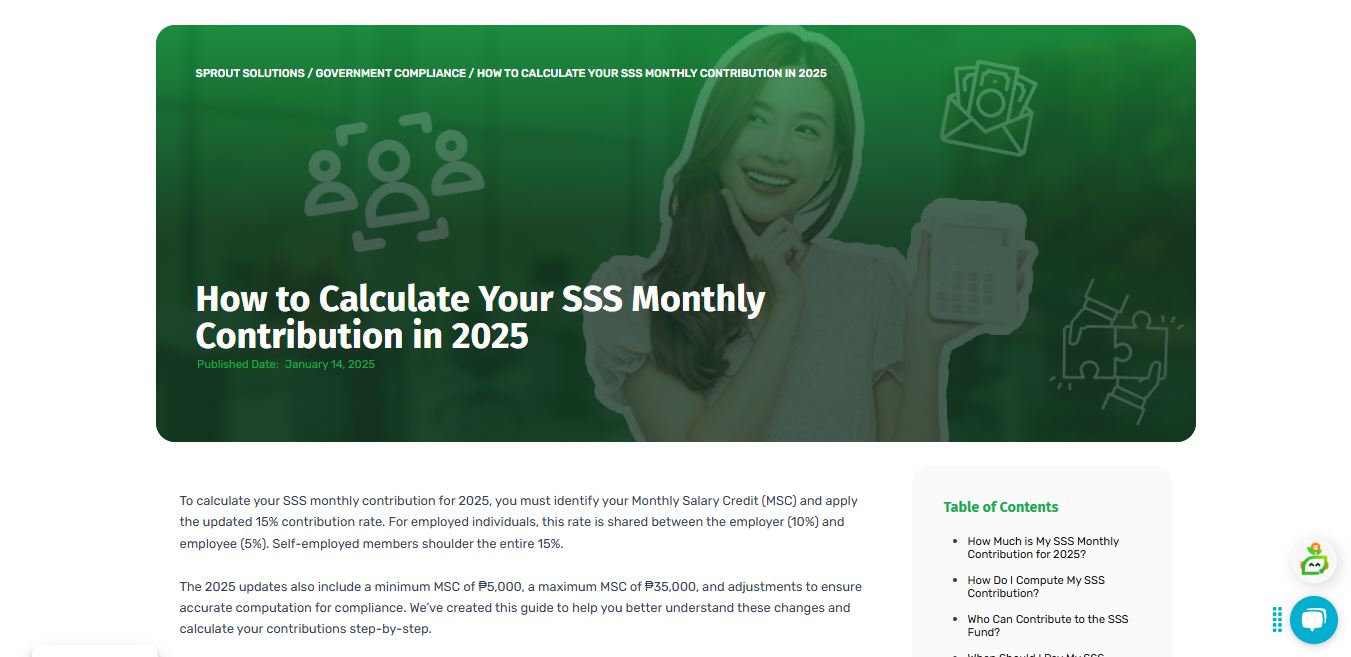 SPROUT SOLUTIONS / GOVERNMENT COMPLIANCE / HOW TO CALCULATE YOUR SSS MONTHLY CONTRIBUTION IN 2025
How to Calculate Your SSS Monthly
Contribution in 2025
Published Date: January 14, 2025
To calculate your SSS monthly contribution for 2025, you must identify your Monthly Salary Credit (MSC) and apply
the updated 15% contribution rate. For employed individuals, this rate is shared between the employer (10%) and
employee (5%). Self-employed members shoulder the entire 15%.
The 2025 updates also include a minimum MSC of ₱5,000, a maximum MSC of ₱35,000, and adjustments to ensure
accurate computation for compliance. We’ve created this guide to help you better understand these changes and
calculate your contributions step-by-step.
Table of Contents
How Much is My SSS Monthly
Contribution for 2025?
How Do I Compute My SSS
Contribution?
Who Can Contribute to the SSS
Fund?
When Should I Pay My SSS